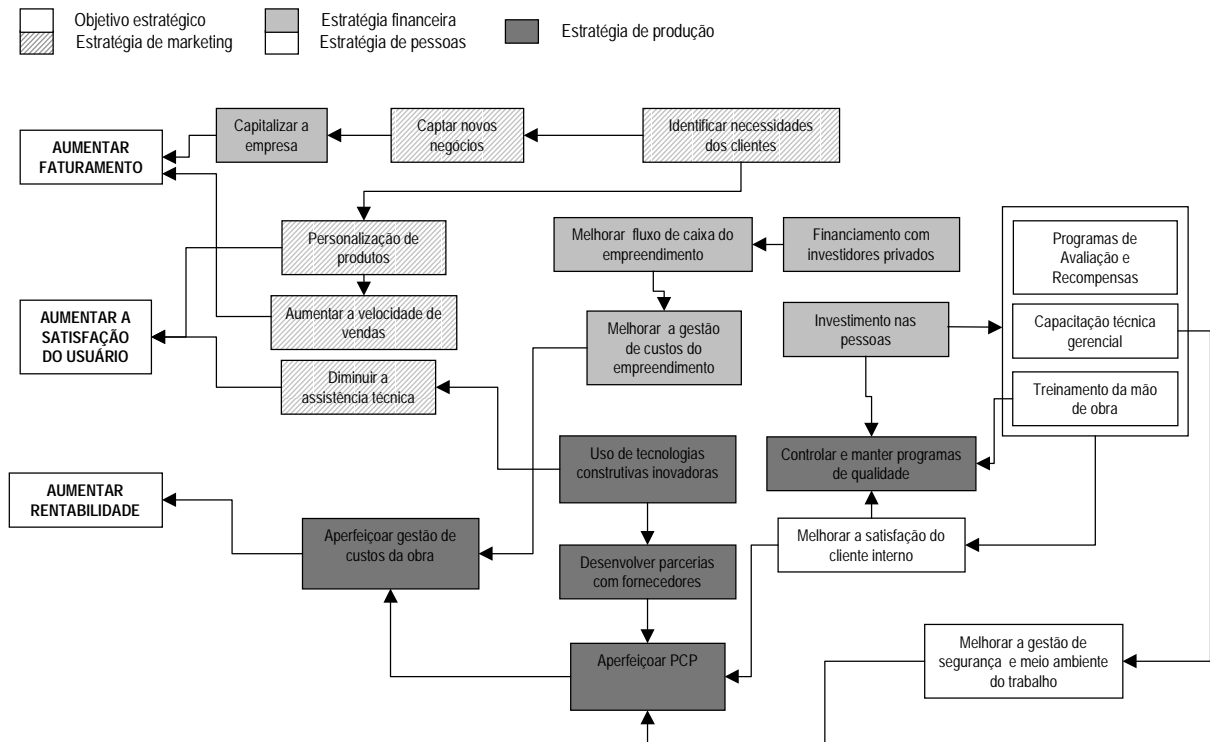 Objetivo estratégico
Estratégia de marketing
Estratégia financeira
Estratégia de pessoas
Estratégia de produção
Capitalizar a
empresa
Captar novos
negócios
Identificar necessidades
dos clientes
AUMENTAR
FATURAMENTO
Personalização de
produtos
Melhorar fluxo de caixa do
empreendimento
Financiamento com
investidores privados
Programas de
Avaliação e
Recompensas
AUMENTAR A
SATISFAÇÃO
DO USUÁRIO
Aumentar a velocidade de
vendas
Melhorar a gestão
de custos do
empreendimento
Investimento nas
pessoas
Capacitação técnica
gerencial
Diminuir a
assistência técnica
Treinamento da mão
de obra
Uso de tecnologias
construtivas inovadoras
Controlar e manter programas
de qualidade
AUMENTAR
RENTABILIDADE
Aperfeiçoar gestão de
custos da obra
Desenvolver parcerias
com fornecedores
Melhorar a satisfação do
cliente interno
Aperfeiçoar PCP
Melhorar a gestão de
segurança e meio ambiente
do trabalho